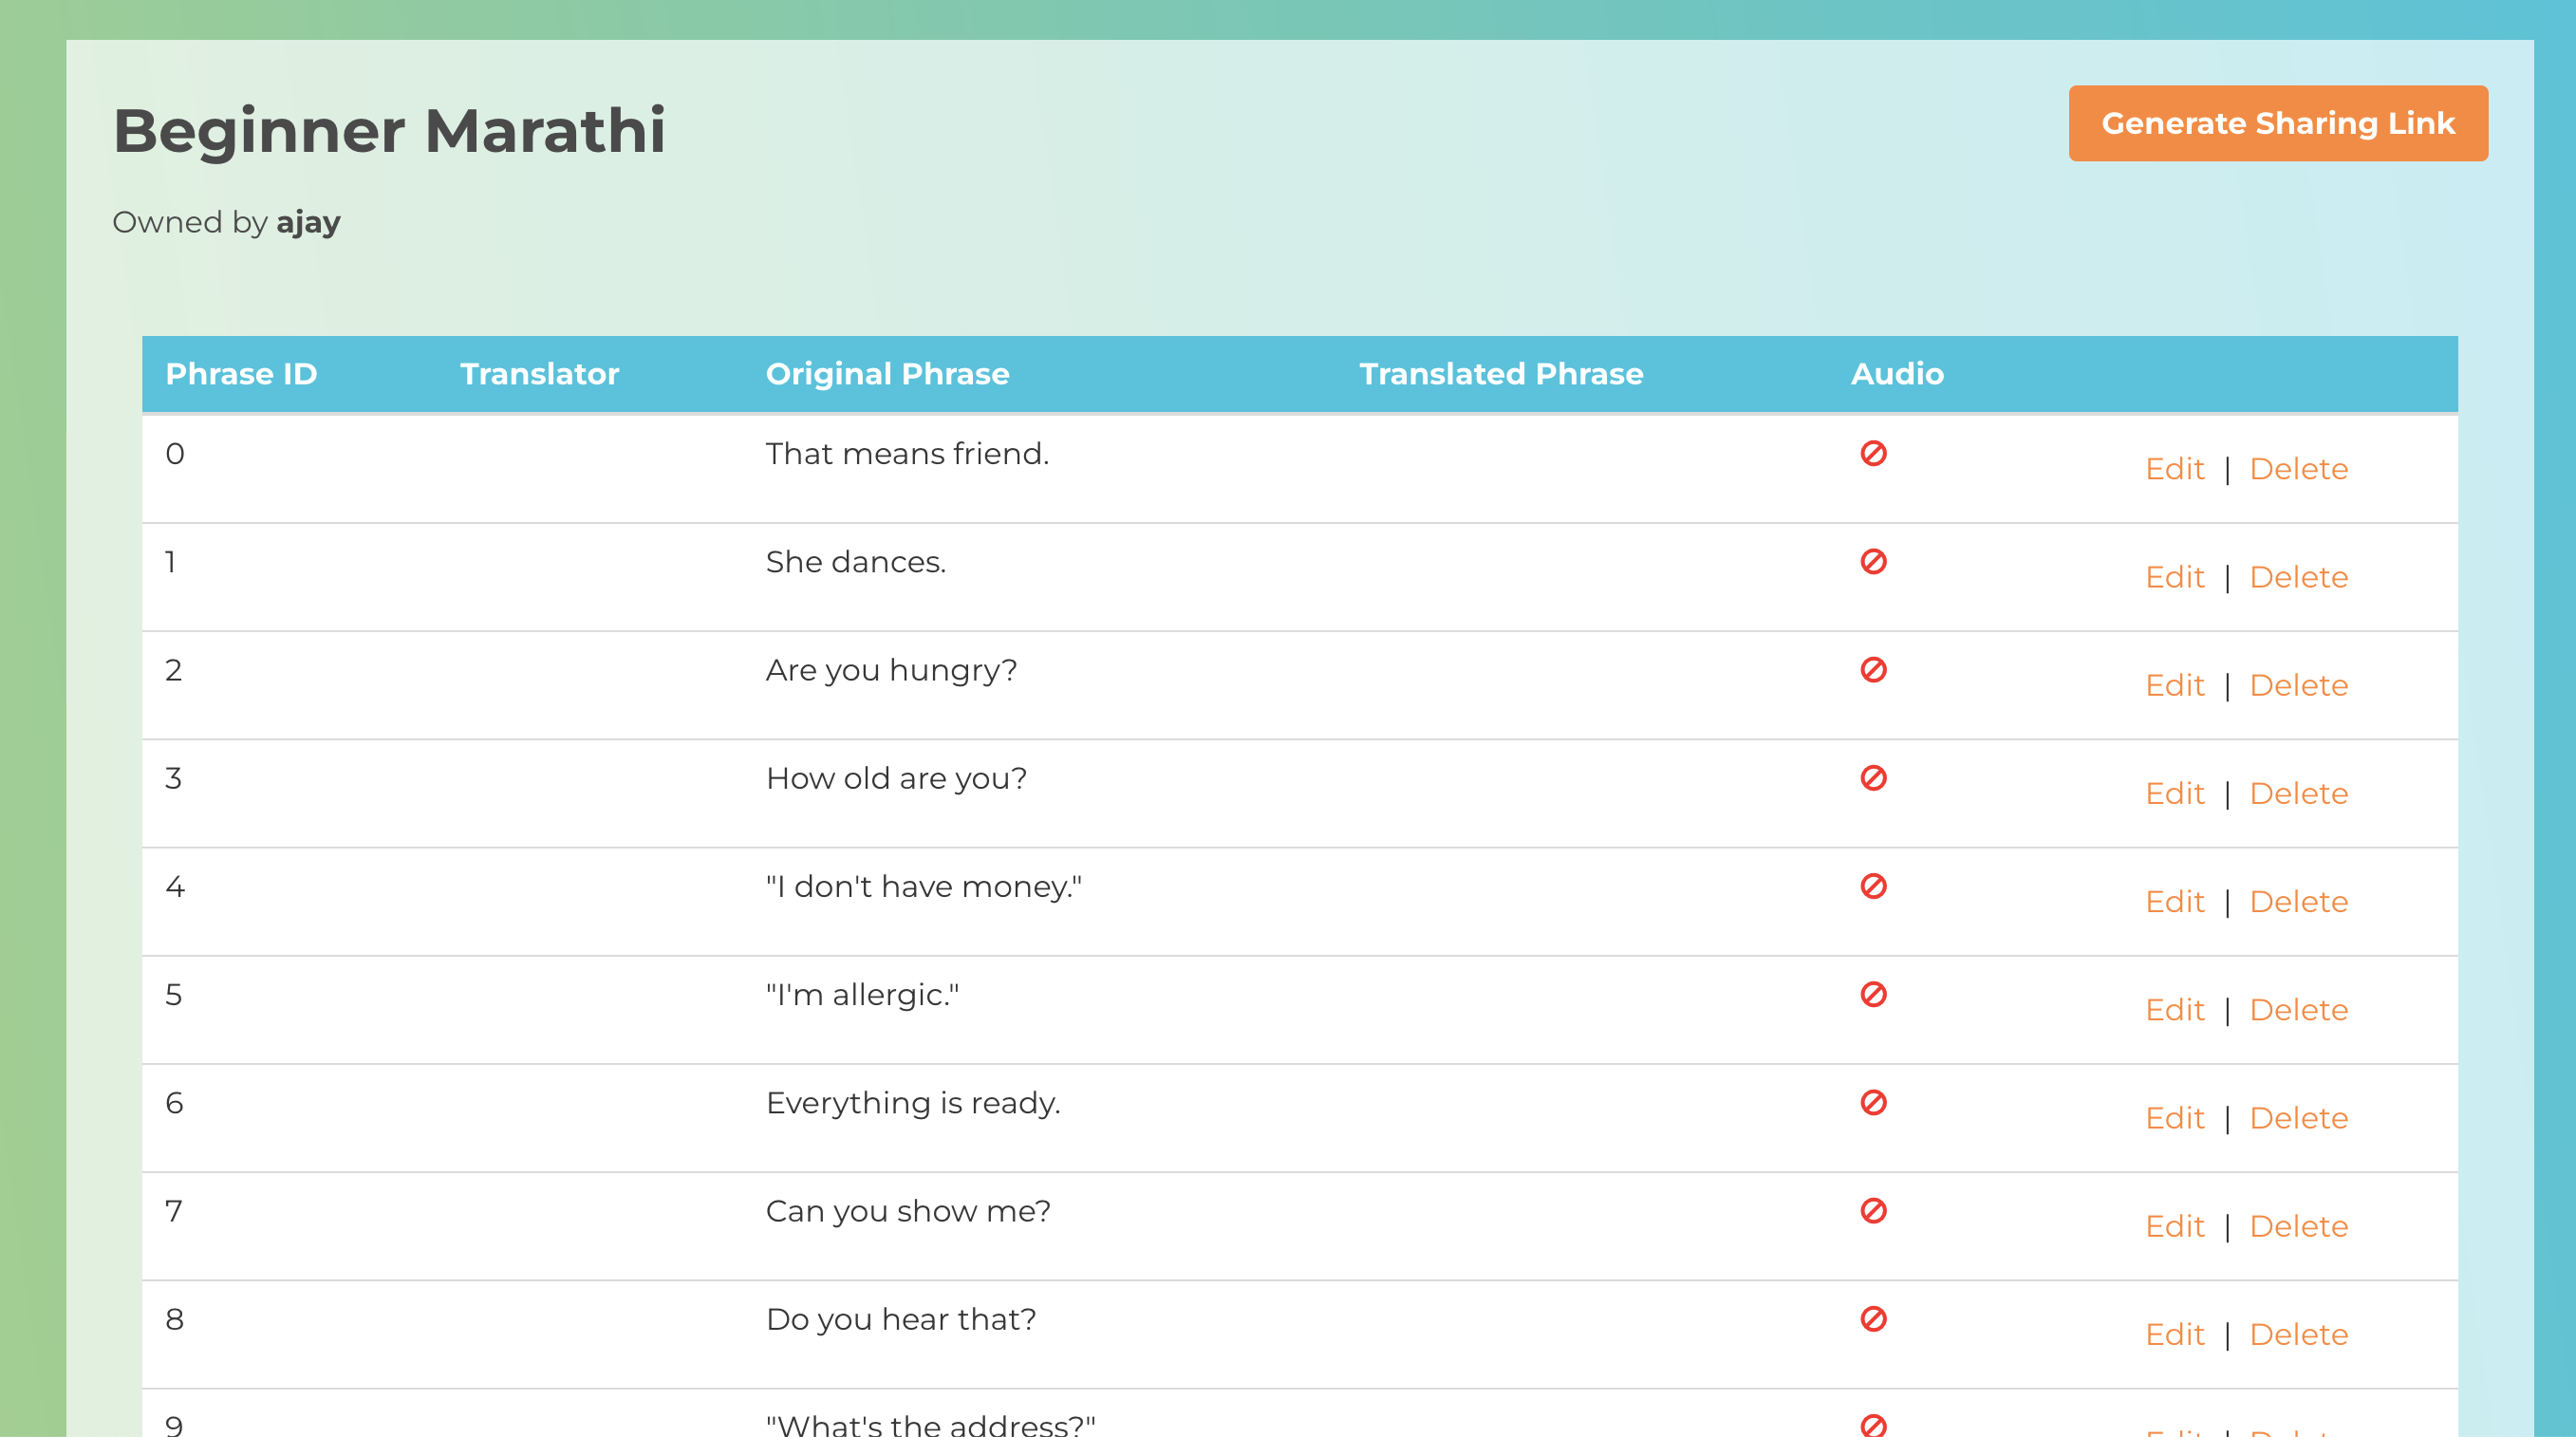 Beginner Marathi
Generate Sharing Link
Owned by ajay
Phrase ID Translator Original Phrase Translated Phrase Audio
0 That means friend. Edit | Delete
1 She dances. Edit | Delete
2 Are you hungry? Edit | Delete
3 How old are you? Edit | Delete
4 "I don't have money." Edit | Delete
5 "I'm allergic." Edit | Delete
6 Everything is ready. Edit | Delete
7 Can you show me? Edit | Delete
8 Do you hear that? Edit | Delete
9 "What's the address?" Edit | Delete